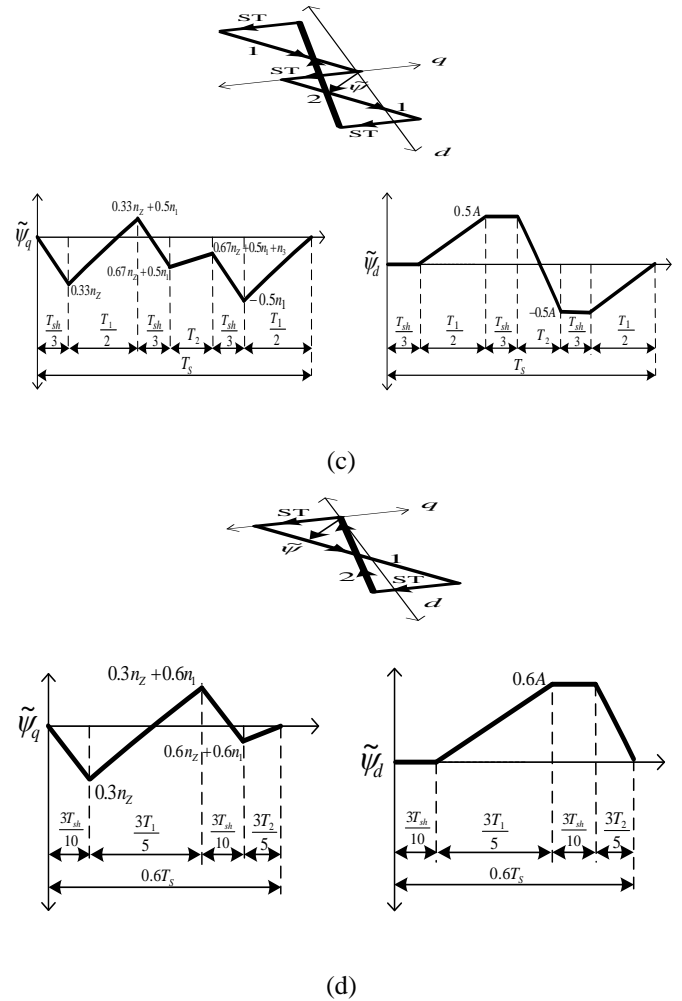 ST
1
q
ST
ψ̃
2
1
ST
d
ψ̃_q
0.33n_Z+0.5n_1
0.67n_Z+0.5n_1+n_2
0.67n_Z+0.5n_1
0.33n_Z
−0.5n_1
T_sh/3 T_1/2 T_sh/3 T_2 T_sh/3 T_1/2
T_S
ψ̃_d
0.5A
−0.5A
T_sh/3 T_1/2 T_sh/3 T_2 T_sh/3 T_1/2
T_S
(c)
ST
q
ψ̃
1
2
ST
d
ψ̃_q
0.3n_Z+0.6n_1
0.6n_Z+0.6n_1
0.3n_Z
3T_sh/10 3T_1/5 3T_sh/10 3T_2/5
0.6T_S
ψ̃_d
0.6A
3T_sh/10 3T_1/5 3T_sh/10 3T_2/5
0.6T_S
(d)